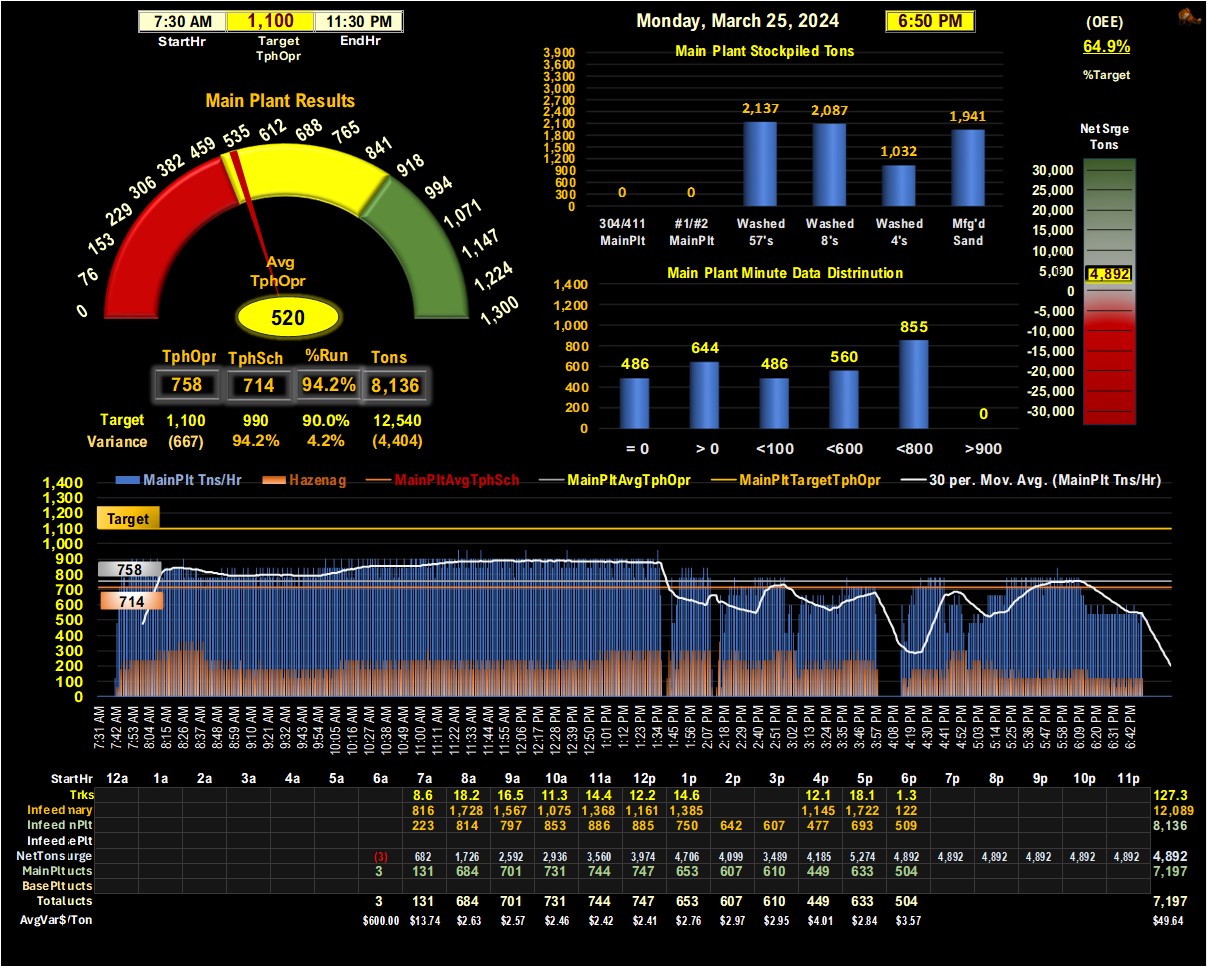 7:30 AM 1,100 11:30 PM
StartHr Target TphOpr EndHr
Monday, March 25, 2024 6:50 PM
(OEE)
64.9%
%Target
Main Plant Results
0 76 153 229 306 382 459 535 612 688 765 841 918 994 1,071 1,147 1,224 1,300
Avg
TphOpr
520
TphOpr TphSch %Run Tons
758 714 94.2% 8,136
Target 1,100 990 90.0% 12,540
Variance (667) 94.2% 4.2% (4,404)
Main Plant Stockpiled Tons
3,900
3,600
3,300
3,000
2,700
2,400
2,100
1,800
1,500
1,200
900
600
300
0
0 0 2,137 2,087 1,032 1,941
304/411 #1/#2 Washed Washed Washed Mfg'd
MainPlt MainPlt 57's 8's 4's Sand
Main Plant Minute Data Distrinution
1,400
1,200
1,000
800
600
400
200
0
486 644 486 560 855 0
= 0 > 0 <100 <600 <800 >900
Net Srge
Tons
30,000
25,000
20,000
15,000
10,000
5,000
0
-5,000
-10,000
-15,000
-20,000
-25,000
-30,000
4,892
MainPlt Tns/Hr Hazenag MainPltAvgTphSch MainPltAvgTphOpr MainPltTargetTphOpr 30 per. Mov. Avg. (MainPlt Tns/Hr)
1,400
1,300
1,200
1,100
1,000
900
800
700
600
500
400
300
200
100
0
Target
758
714
7:31 AM 7:42 AM 7:53 AM 8:04 AM 8:15 AM 8:26 AM 8:37 AM 8:48 AM 8:59 AM 9:10 AM 9:21 AM 9:32 AM 9:43 AM 9:54 AM 10:05 AM 10:16 AM 10:27 AM 10:38 AM 10:49 AM 11:00 AM 11:11 AM 11:22 AM 11:33 AM 11:44 AM 11:55 AM 12:06 PM 12:17 PM 12:28 PM 12:39 PM 12:50 PM 1:01 PM 1:12 PM 1:23 PM 1:34 PM 1:45 PM 1:56 PM 2:07 PM 2:18 PM 2:29 PM 2:40 PM 2:51 PM 3:02 PM 3:13 PM 3:24 PM 3:35 PM 3:46 PM 3:57 PM 4:08 PM 4:19 PM 4:30 PM 4:41 PM 4:52 PM 5:03 PM 5:14 PM 5:25 PM 5:36 PM 5:47 PM 5:58 PM 6:09 PM 6:20 PM 6:31 PM 6:42 PM
StartHr 12a 1a 2a 3a 4a 5a 6a 7a 8a 9a 10a 11a 12p 1p 2p 3p 4p 5p 6p 7p 8p 9p 10p 11p
Trks 8.6 18.2 16.5 11.3 14.4 12.2 14.6 12.1 18.1 1.3 127.3
Infeed nary 816 1,728 1,567 1,075 1,368 1,161 1,385 1,145 1,722 122 12,089
Infeed nPlt 223 814 797 853 886 885 750 642 607 477 693 509 8,136
Infeed ePlt
NetTons urge (3) 682 1,726 2,592 2,936 3,560 3,974 4,706 4,099 3,489 4,185 5,274 4,892 4,892 4,892 4,892 4,892 4,892 4,892
MainPlt ucts 3 131 684 701 731 744 747 653 607 610 449 633 504 7,197
BasePlt ucts
Total ucts 3 131 684 701 731 744 747 653 607 610 449 633 504 7,197
AvgVar$/Ton $600.00 $13.74 $2.63 $2.57 $2.46 $2.42 $2.41 $2.76 $2.97 $2.95 $4.01 $2.84 $3.57 $49.64